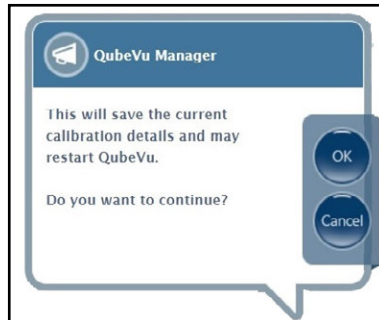 QubeVu Manager
This will save the current
calibration details and may
restart QubeVu.
Do you want to continue?
OK
Cancel